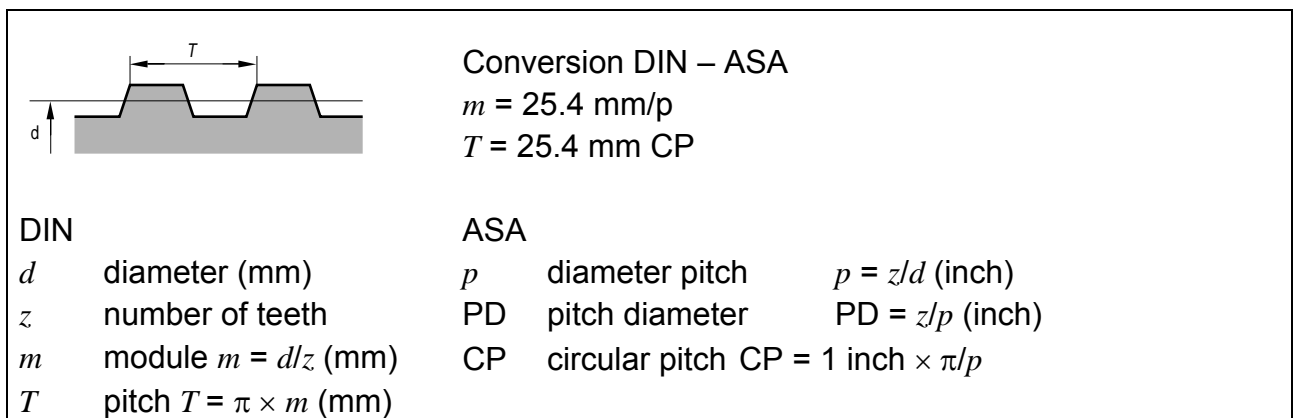 T
d
Conversion DIN – ASA
m = 25.4 mm/p
T = 25.4 mm CP
DIN
d diameter (mm)
z number of teeth
m module m = d/z (mm)
T pitch T = π × m (mm)
ASA
p diameter pitch p = z/d (inch)
PD pitch diameter PD = z/p (inch)
CP circular pitch CP = 1 inch × π/p